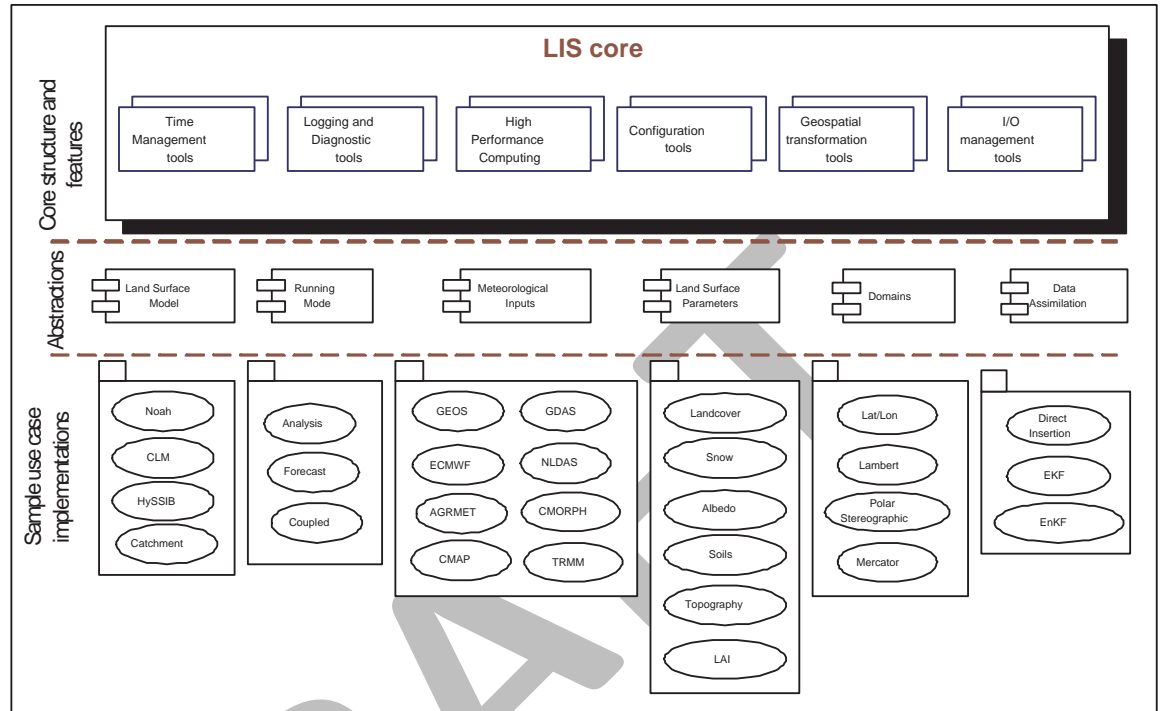 LIS core
Core structure and
features
Time
Management
tools
Logging and
Diagnostic
tools
High
Performance
Computing
Configuration
tools
Geospatial
transformation
tools
I/O
management
tools
Abstractions
Land Surface
Model
Running
Mode
Meteorological
Inputs
Land Surface
Parameters
Domains
Data
Assimilation
Sample use case
implementations
Noah
CLM
HySSIB
Catchment
Analysis
Forecast
Coupled
GEOS
GDAS
ECMWF
NLDAS
AGRMET
CMORPH
CMAP
TRMM
Landcover
Snow
Albedo
Soils
Topography
LAI
Lat/Lon
Lambert
Polar
Stereographic
Mercator
Direct
Insertion
EKF
EnKF